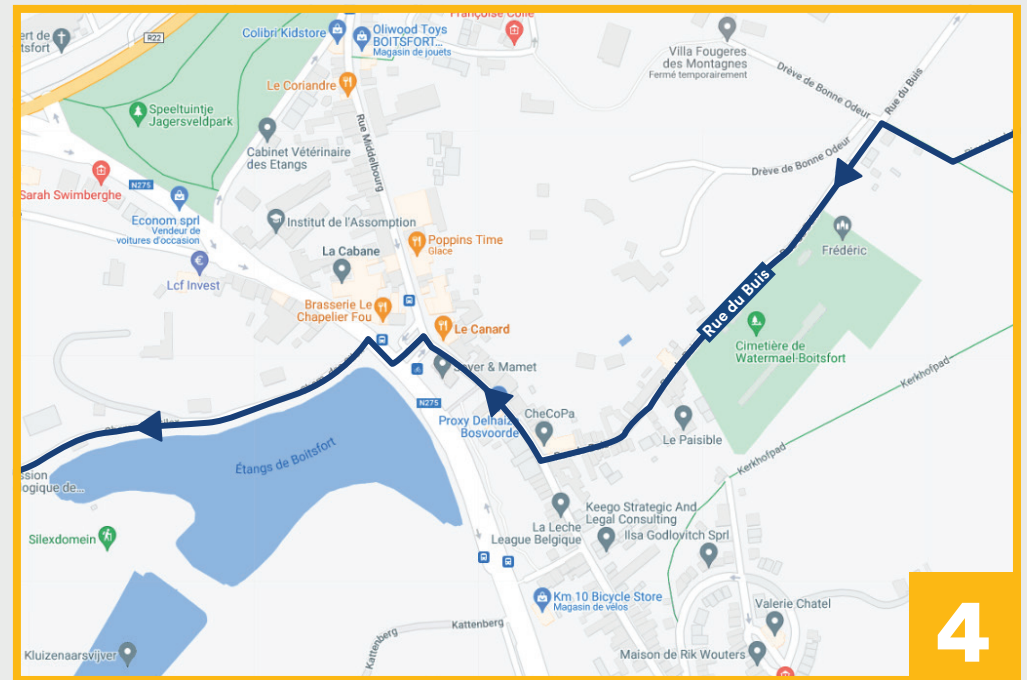 Françoise Colle
Colibri Kidstore
Oliwood Toys
BOITSFORT...
Magasin de jouets
R22
Villa Fougeres
des Montagnes
Fermé temporairement
Drève de Bonne Odeur
Rue du Buis
Le Coriandre
Speeltuintje
Jagersveldpark
Rue Middelbourg
Cabinet Vétérinaire
des Etangs
Drève de Bonne Odeur
Sarah Swimberghe
N275
Econom sprl
Vendeur de
voitures d'occasion
Institut de l'Assomption
Poppins Time
Glace
La Cabane
Frédéric
Lcf Invest
Rue du Buis
Brasserie Le
Chapelier Fou
Le Canard
Cimetière de
Watermael-Boitsfort
Soyer & Mamet
Kerkhofpad
N275
Proxy Delhaize
Bosvoorde
CheCoPa
Le Paisible
Étangs de Boitsfort
Kerkhofpad
Keego Strategic And
Legal Consulting
La Leche
League Belgique
Ilsa Godlovitch Sprl
Silexdomein
Km 10 Bicycle Store
Magasin de vélos
Valerie Chatel
Kattenberg
Kattenberg
Kluizenaarsvijver
Maison de Rik Wouters
4